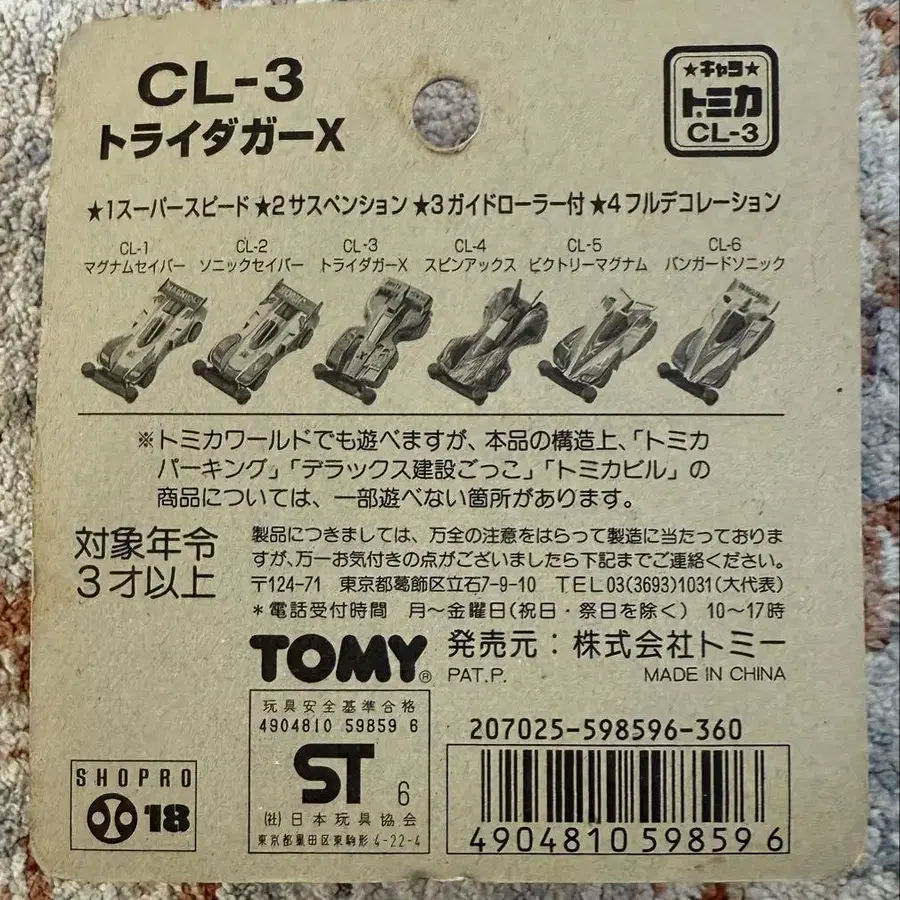 CL-3
トライダガーX
★キャラ
トミカ
CL-3
★1スーパースピード★2サスペンション★3ガイドローラー付★4フルデコレーション
CL-1 CL-2 CL-3 CL-4 CL-5 CL-6
マグナムセイバー ソニックセイバー トライダガーX スピンアックス ビクトリーマグナム バンガードソニック
※トミカワールドでも遊べますが、本品の構造上、「トミカ
パーキング」「デラックス建設ごっこ」「トミカビル」の
商品については、一部遊べない箇所があります。
対象年令
3才以上
製品につきましては、万全の注意をはらって製造に当たっておりま
すが、万一お気付きの点がございましたら下記までご連絡ください。
〒124-71 東京都葛飾区立石7-9-10 TEL03(3693)1031(大代表)
*電話受付時間 月～金曜日(祝日・祭日を除く) 10～17時
TOMY® 発売元：株式会社トミー
PAT.P. MADE IN CHINA
玩具安全基準合格
4904810 59859 6
ST 6
(社)日本玩具協会
東京都墨田区東駒形4-22-4
207025-598596-360
4904810598596
SHOPRO
18